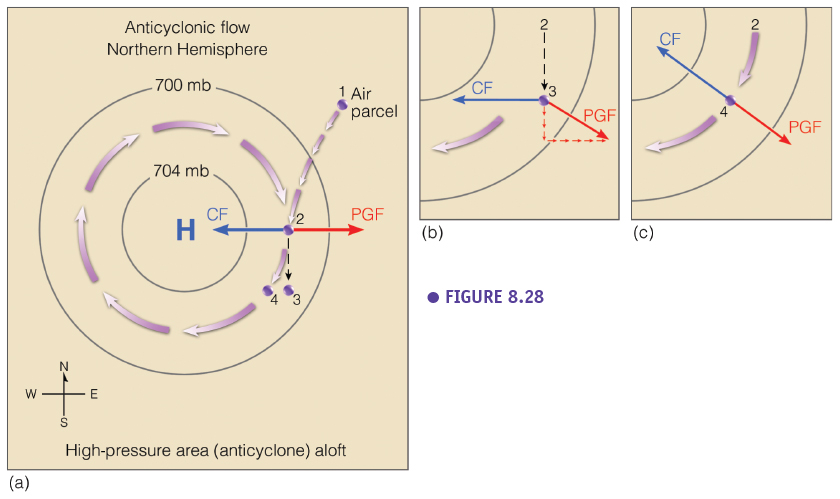 Anticyclonic flow
Northern Hemisphere
700 mb
1 Air
parcel
704 mb
H
CF
2
PGF
4
3
N
W
E
S
High-pressure area (anticyclone) aloft
(a)
2
CF
3
PGF
(b)
2
CF
4
PGF
(c)
● FIGURE 8.28